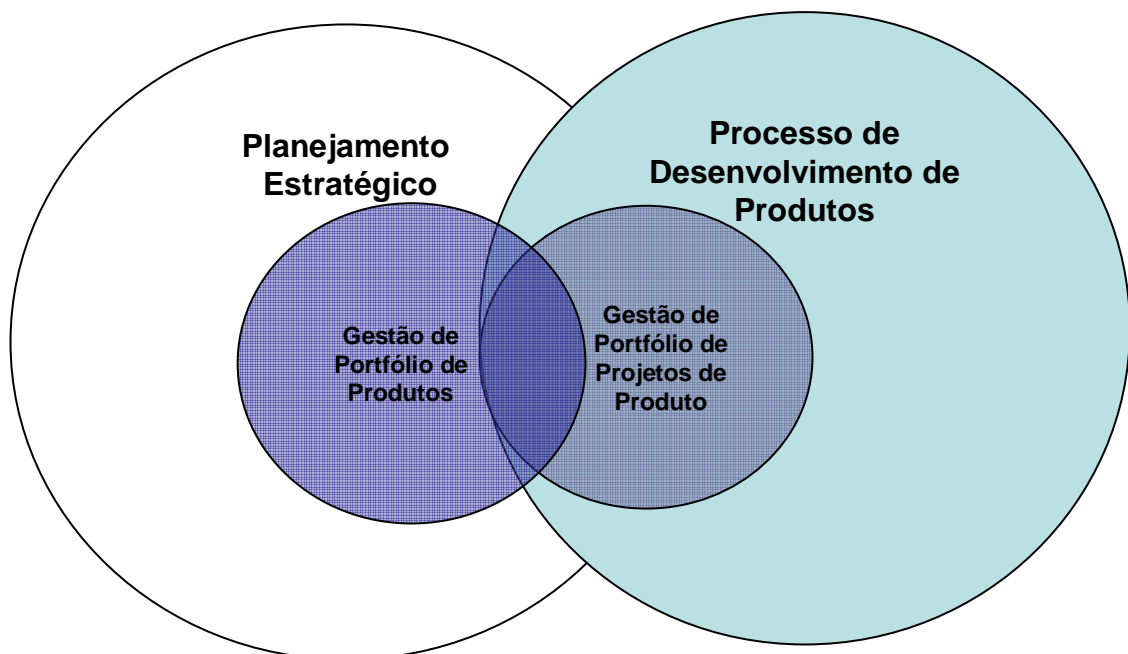 Planejamento
Estratégico
Processo de
Desenvolvimento de
Produtos
Gestão de
Portfólio de
Produtos
Gestão de
Portfólio de
Projetos de
Produto